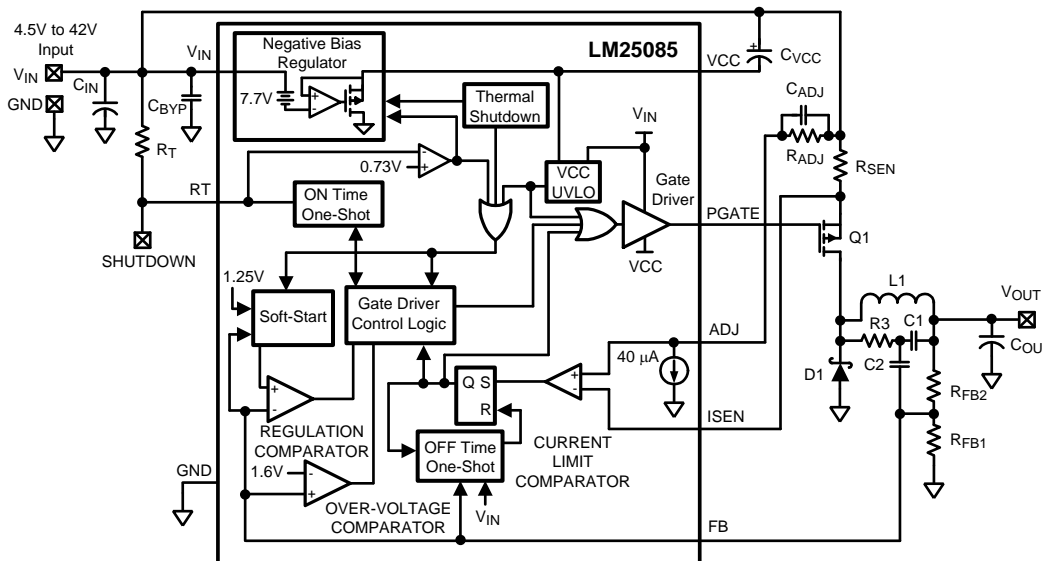 4.5V to 42V
Input
VIN
GND
CIN
CBYP
RT
SHUTDOWN
VIN
LM25085
Negative Bias
Regulator
7.7V
Thermal
Shutdown
0.73V
RT
ON Time
One-Shot
VCC
UVLO
VIN
Gate
Driver
VCC
VCC
CVCC
CADJ
RADJ
RSEN
PGATE
Q1
1.25V
Soft-Start
Gate Driver
Control Logic
40 µA
ADJ
+
-
Q S
R
REGULATION
COMPARATOR
OFF Time
One-Shot
CURRENT
LIMIT
COMPARATOR
ISEN
1.6V
OVER-VOLTAGE
COMPARATOR
VIN
GND
FB
L1
VOUT
R3
C1
C2
COU
D1
RFB2
RFB1